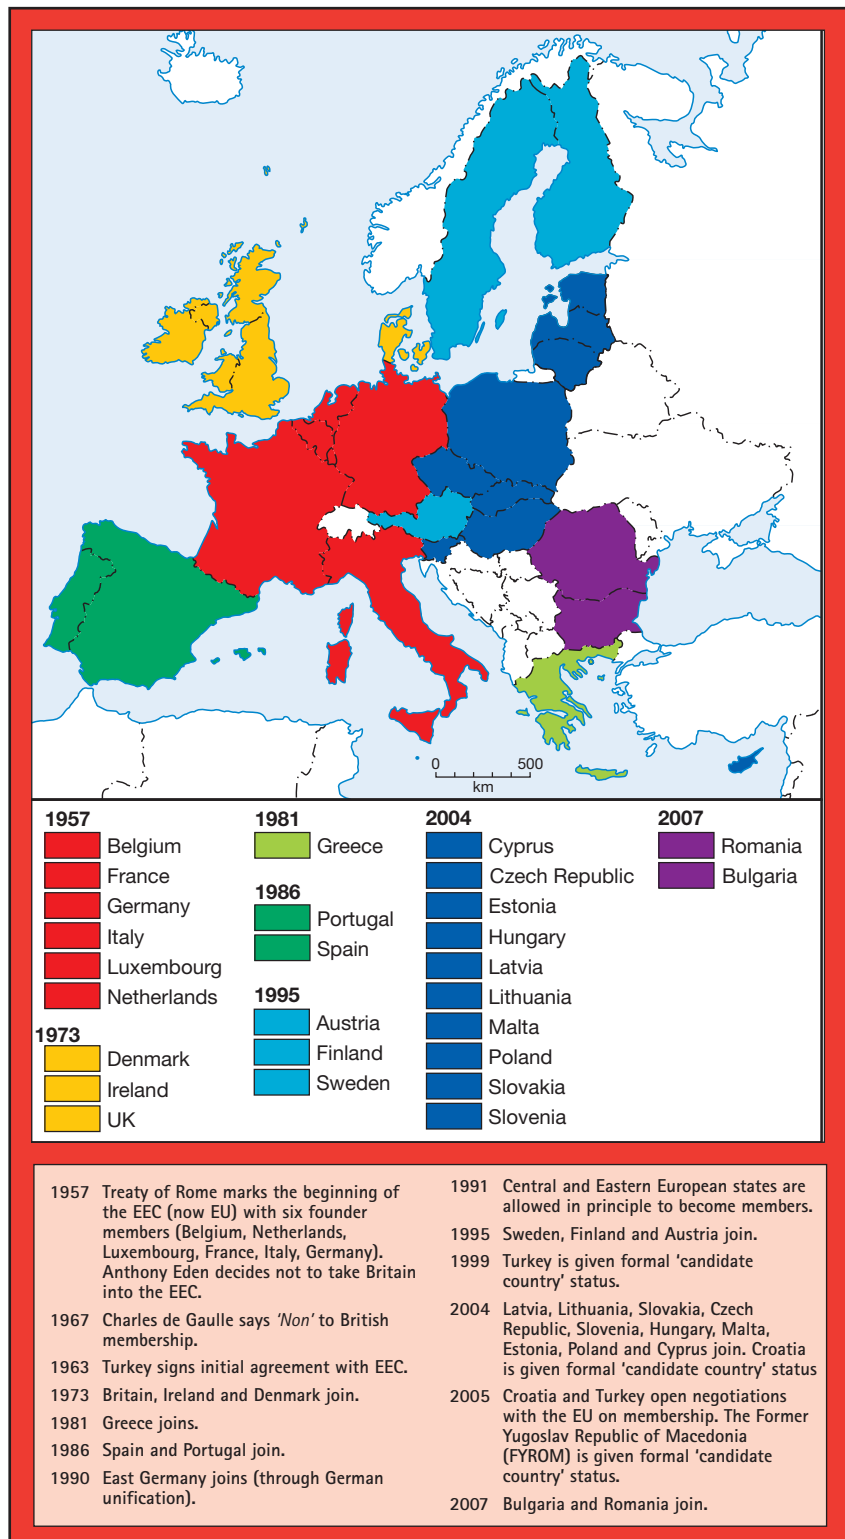 0 500
km
1957
Belgium
France
Germany
Italy
Luxembourg
Netherlands
1973
Denmark
Ireland
UK
1981
Greece
1986
Portugal
Spain
1995
Austria
Finland
Sweden
2004
Cyprus
Czech Republic
Estonia
Hungary
Latvia
Lithuania
Malta
Poland
Slovakia
Slovenia
2007
Romania
Bulgaria
1957 Treaty of Rome marks the beginning of
the EEC (now EU) with six founder
members (Belgium, Netherlands,
Luxembourg, France, Italy, Germany).
Anthony Eden decides not to take Britain
into the EEC.
1967 Charles de Gaulle says 'Non' to British
membership.
1963 Turkey signs initial agreement with EEC.
1973 Britain, Ireland and Denmark join.
1981 Greece joins.
1986 Spain and Portugal join.
1990 East Germany joins (through German
unification).
1991 Central and Eastern European states are
allowed in principle to become members.
1995 Sweden, Finland and Austria join.
1999 Turkey is given formal 'candidate
country' status.
2004 Latvia, Lithuania, Slovakia, Czech
Republic, Slovenia, Hungary, Malta,
Estonia, Poland and Cyprus join. Croatia
is given formal 'candidate country' status
2005 Croatia and Turkey open negotiations
with the EU on membership. The Former
Yugoslav Republic of Macedonia
(FYROM) is given formal 'candidate
country' status.
2007 Bulgaria and Romania join.